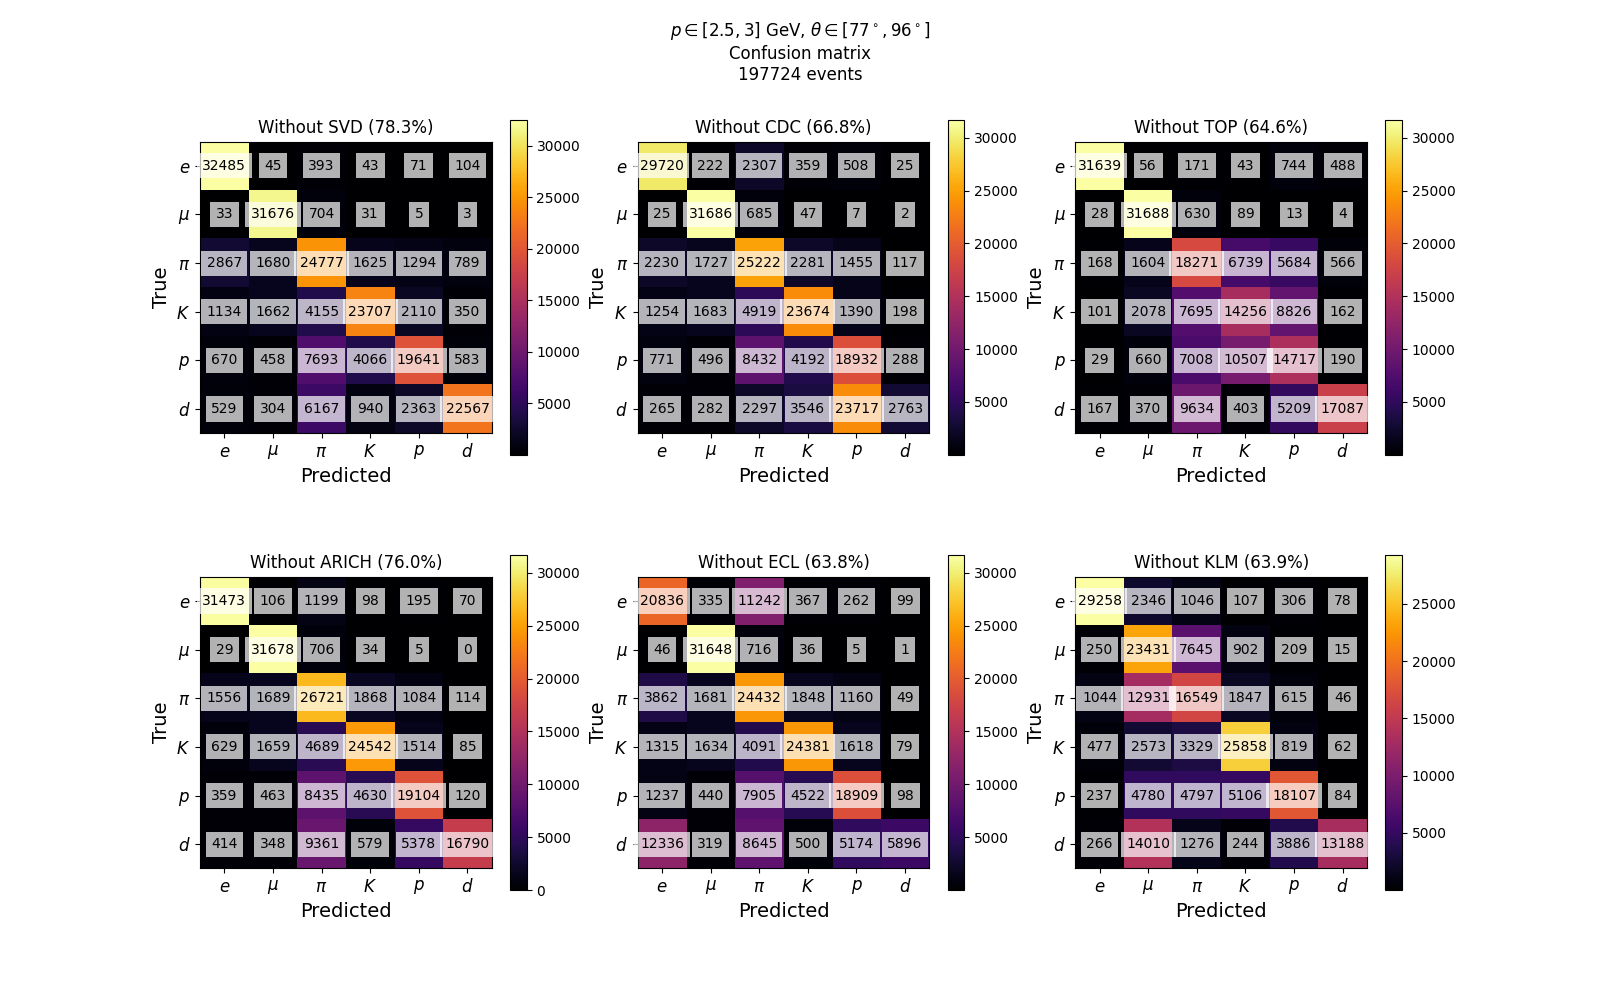 p ∈ [2.5, 3] GeV, θ ∈ [77°, 96°]
Confusion matrix
197724 events
Without SVD (78.3%)
e 32485 45 393 43 71 104
μ 33 31676 704 31 5 3
π 2867 1680 24777 1625 1294 789
K 1134 1662 4155 23707 2110 350
p 670 458 7693 4066 19641 583
d 529 304 6167 940 2363 22567
e μ π K p d
True
Predicted
30000
25000
20000
15000
10000
5000
Without CDC (66.8%)
e 29720 222 2307 359 508 25
μ 25 31686 685 47 7 2
π 2230 1727 25222 2281 1455 117
K 1254 1683 4919 23674 1390 198
p 771 496 8432 4192 18932 288
d 265 282 2297 3546 23717 2763
e μ π K p d
True
Predicted
30000
25000
20000
15000
10000
5000
Without TOP (64.6%)
e 31639 56 171 43 744 488
μ 28 31688 630 89 13 4
π 168 1604 18271 6739 5684 566
K 101 2078 7695 14256 8826 162
p 29 660 7008 10507 14717 190
d 167 370 9634 403 5209 17087
e μ π K p d
True
Predicted
30000
25000
20000
15000
10000
5000
Without ARICH (76.0%)
e 31473 106 1199 98 195 70
μ 29 31678 706 34 5 0
π 1556 1689 26721 1868 1084 114
K 629 1659 4689 24542 1514 85
p 359 463 8435 4630 19104 120
d 414 348 9361 579 5378 16790
e μ π K p d
True
Predicted
30000
25000
20000
15000
10000
5000
0
Without ECL (63.8%)
e 20836 335 11242 367 262 99
μ 46 31648 716 36 5 1
π 3862 1681 24432 1848 1160 49
K 1315 1634 4091 24381 1618 79
p 1237 440 7905 4522 18909 98
d 12336 319 8645 500 5174 5896
e μ π K p d
True
Predicted
30000
25000
20000
15000
10000
5000
Without KLM (63.9%)
e 29258 2346 1046 107 306 78
μ 250 23431 7645 902 209 15
π 1044 12931 16549 1847 615 46
K 477 2573 3329 25858 819 62
p 237 4780 4797 5106 18107 84
d 266 14010 1276 244 3886 13188
e μ π K p d
True
Predicted
25000
20000
15000
10000
5000